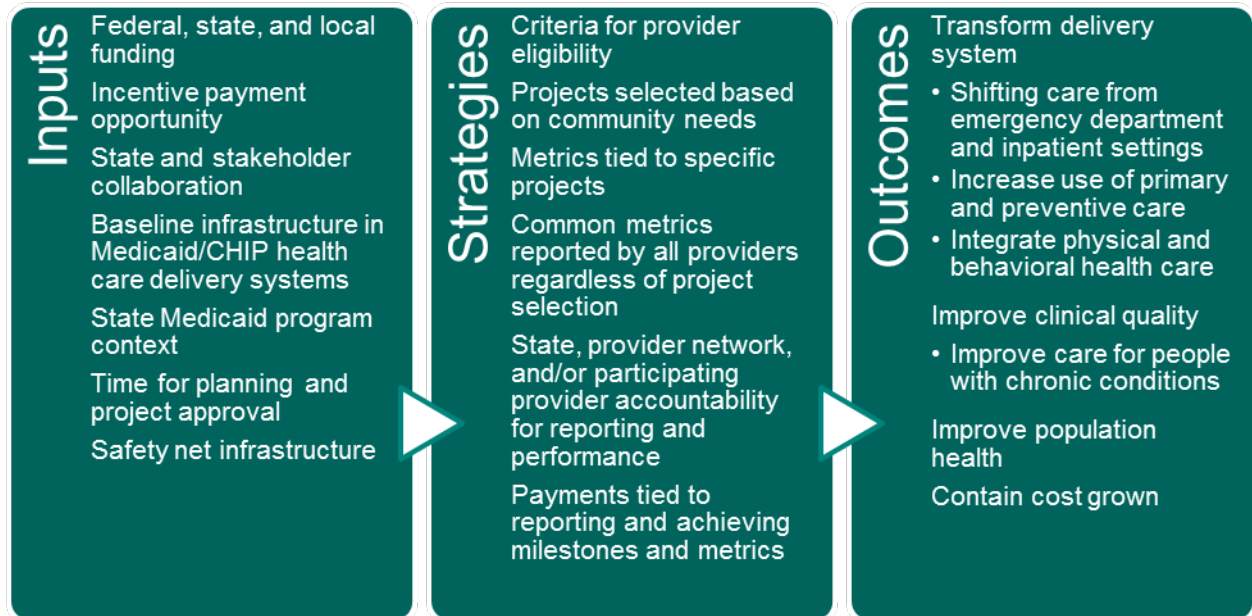 Inputs
Federal, state, and local
funding
Incentive payment
opportunity
State and stakeholder
collaboration
Baseline infrastructure in
Medicaid/CHIP health
care delivery systems
State Medicaid program
context
Time for planning and
project approval
Safety net infrastructure
Strategies
Criteria for provider
eligibility
Projects selected based
on community needs
Metrics tied to specific
projects
Common metrics
reported by all providers
regardless of project
selection
State, provider network,
and/or participating
provider accountability
for reporting and
performance
Payments tied to
reporting and achieving
milestones and metrics
Outcomes
Transform delivery
system
• Shifting care from
emergency department
and inpatient settings
• Increase use of primary
and preventive care
• Integrate physical and
behavioral health care
Improve clinical quality
• Improve care for people
with chronic conditions
Improve population
health
Contain cost grown